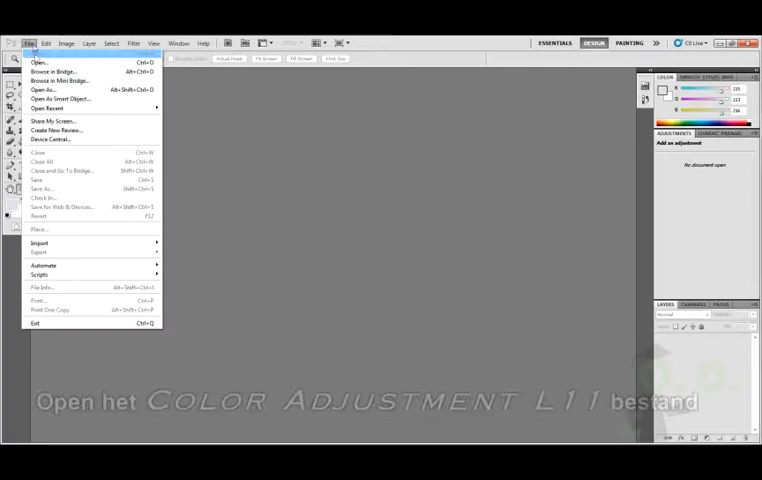 Ps File Edit Image Layer Select Filter View Window Help
ESSENTIALS DESIGN PAINTING CS Live
Actual Pixels Fit Screen Fill Screen Print Size
Open... Ctrl+O
Browse in Bridge... Alt+Ctrl+O
Browse in Mini Bridge...
Open As... Alt+Shift+Ctrl+O
Open As Smart Object...
Open Recent
Share My Screen...
Create New Review...
Device Central...
Close Ctrl+W
Close All Alt+Ctrl+W
Close and Go To Bridge... Shift+Ctrl+W
Save Ctrl+S
Save As... Shift+Ctrl+S
Check In...
Save for Web & Devices... Alt+Shift+Ctrl+S
Revert F12
Place...
Import
Export
Automate
Scripts
File Info... Alt+Shift+Ctrl+I
Print... Ctrl+P
Print One Copy Alt+Shift+Ctrl+P
Exit Ctrl+Q
COLOR SWATCHES STYLES
R 215
G 213
B 216
ADJUSTMENTS
Add an adjustment
No document open
LAYERS CHANNELS PATHS
Normal
Open het COLOR ADJUSTMENT L11 bestand